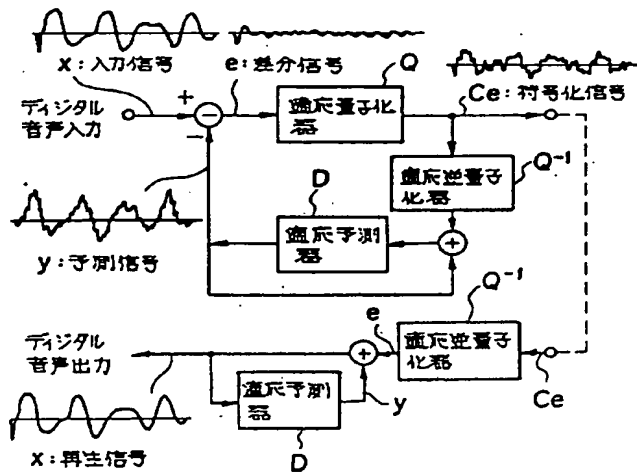 x:入力信号
e:差分信号
Q
Ce:符号化信号
ディジタル
音声入力
+
−
−
適応量子化
器
Q-1
適応逆量子
化器
D
適応予測
器
+
y:予測信号
Q-1
ディジタル
音声出力
+
e
適応逆量子
化器
Ce
適応予測
器
y
D
x:再生信号